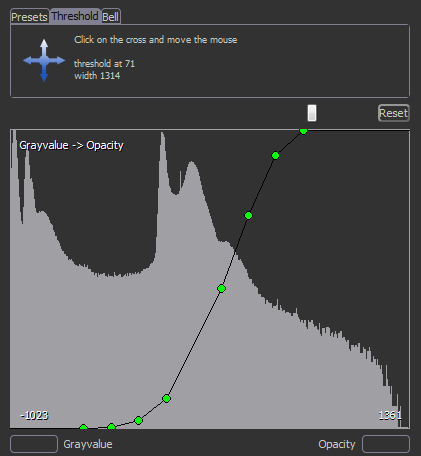 Presets Threshold Bell
Click on the cross and move the mouse
threshold at 71
width 1314
Reset
Grayvalue -> Opacity
-1023 1351
Grayvalue Opacity